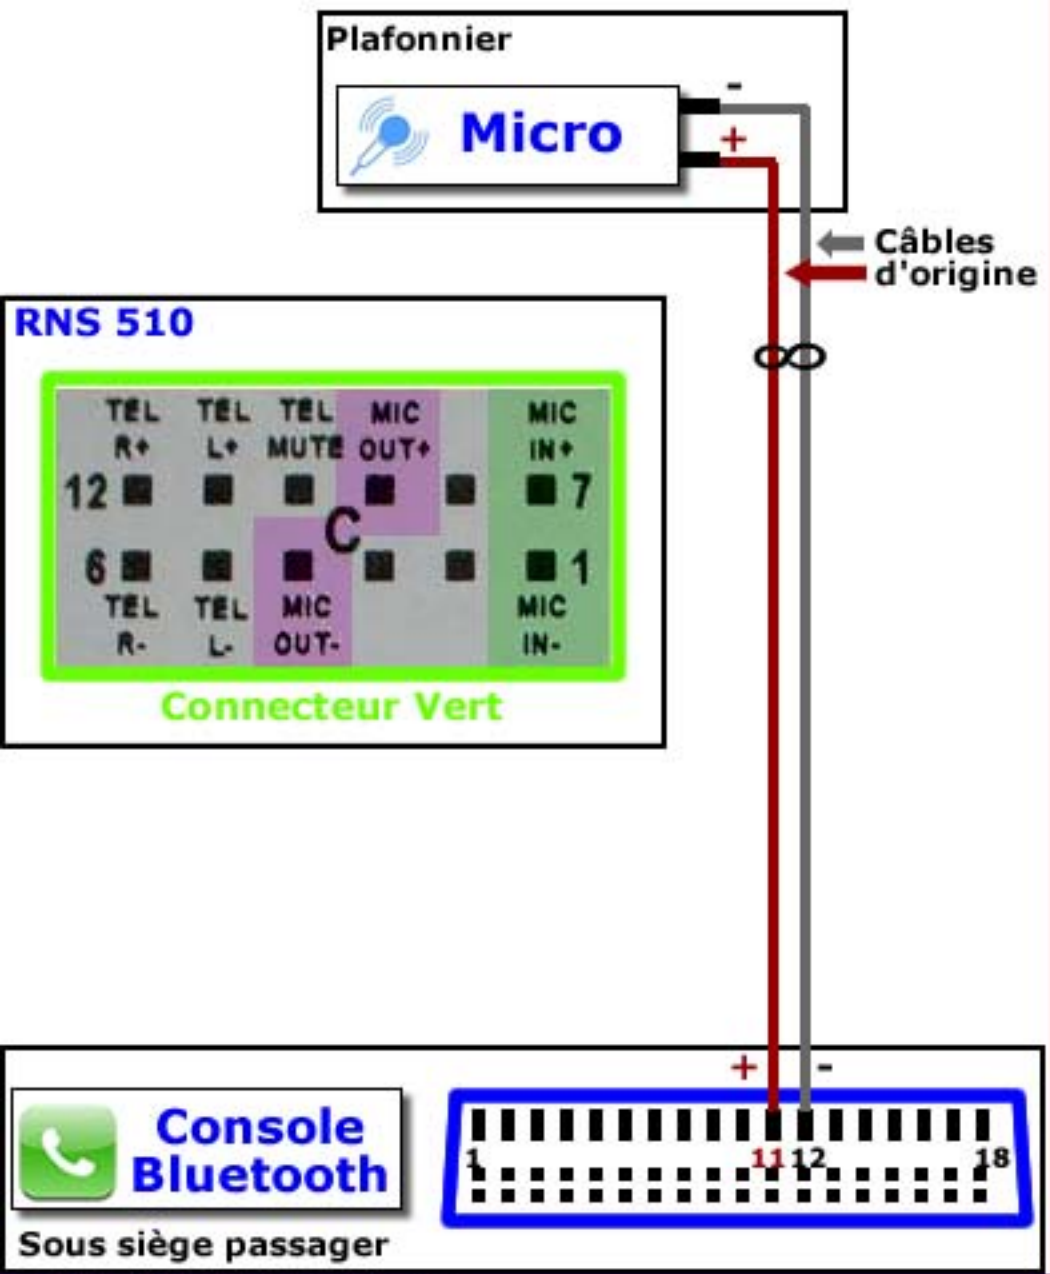 Plafonnier
-
Micro
+
Câbles
d'origine
RNS 510
TEL TEL TEL MIC MIC
R+ L+ MUTE OUT+ IN+
12 7
C
6 1
TEL TEL MIC MIC
R- L- OUT- IN-
Connecteur Vert
+ -
Console
Bluetooth
1 11 12 18
Sous siège passager